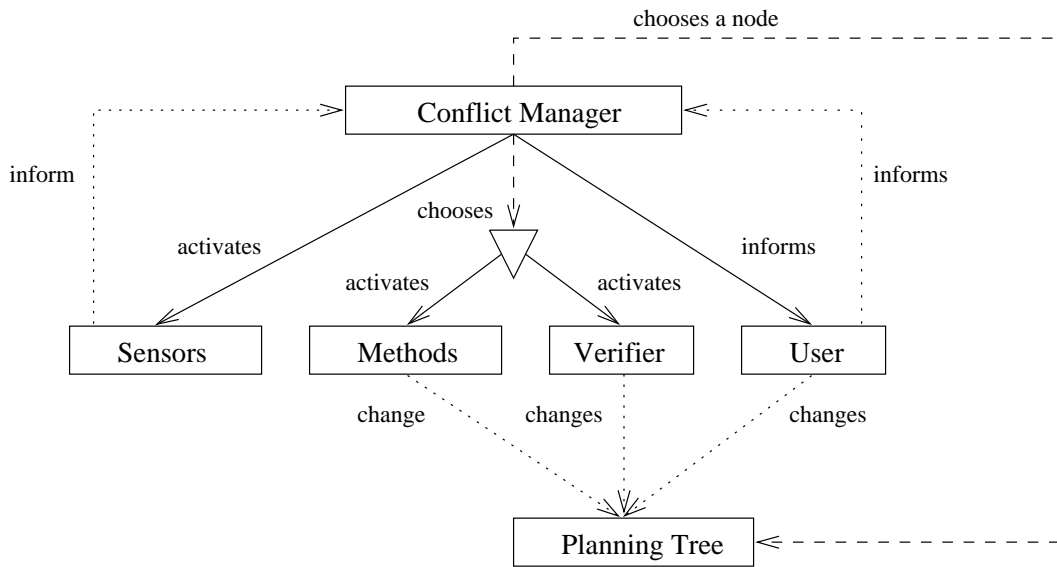 chooses a node
Conflict Manager
inform
informs
chooses
activates
informs
activates
activates
Sensors
Methods
Verifier
User
change
changes
changes
Planning Tree